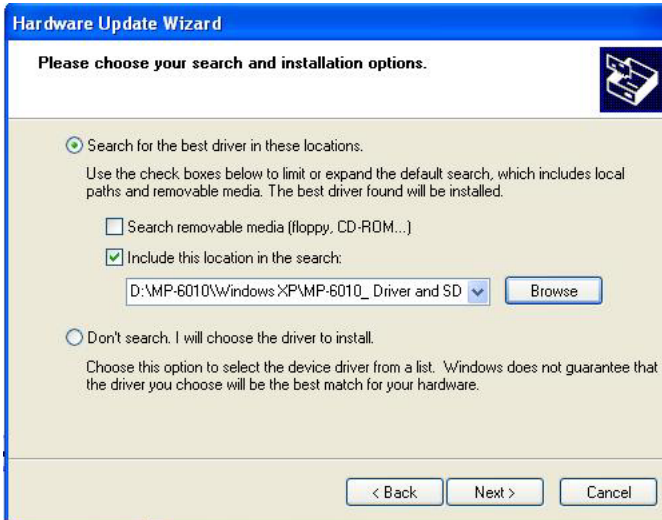 Hardware Update Wizard
Please choose your search and installation options.
Search for the best driver in these locations.
Use the check boxes below to limit or expand the default search, which includes local
paths and removable media. The best driver found will be installed.
Search removable media (floppy, CD-ROM...)
Include this location in the search:
D:\MP-6010\Windows XP\MP-6010_ Driver and SD
Browse
Don't search. I will choose the driver to install.
Choose this option to select the device driver from a list. Windows does not guarantee that
the driver you choose will be the best match for your hardware.
< Back Next > Cancel